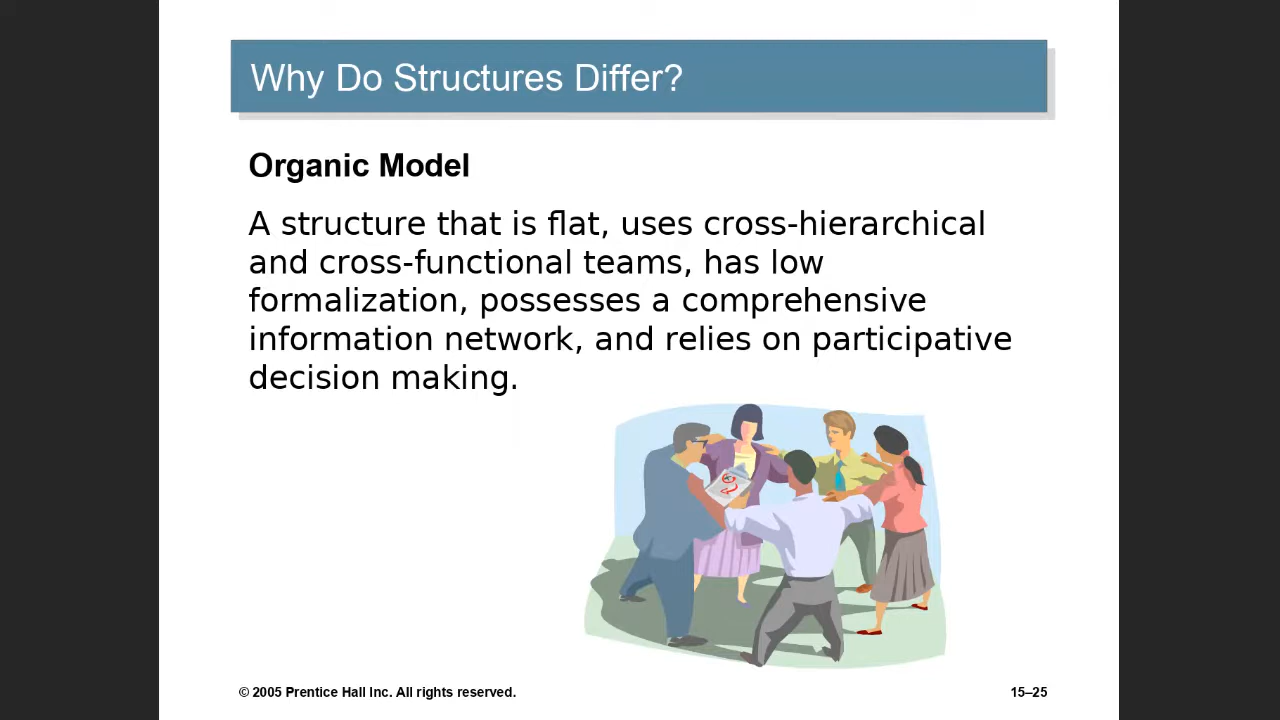 Why Do Structures Differ?
Organic Model
A structure that is flat, uses cross-hierarchical
and cross-functional teams, has low
formalization, possesses a comprehensive
information network, and relies on participative
decision making.
© 2005 Prentice Hall Inc. All rights reserved.
15–25